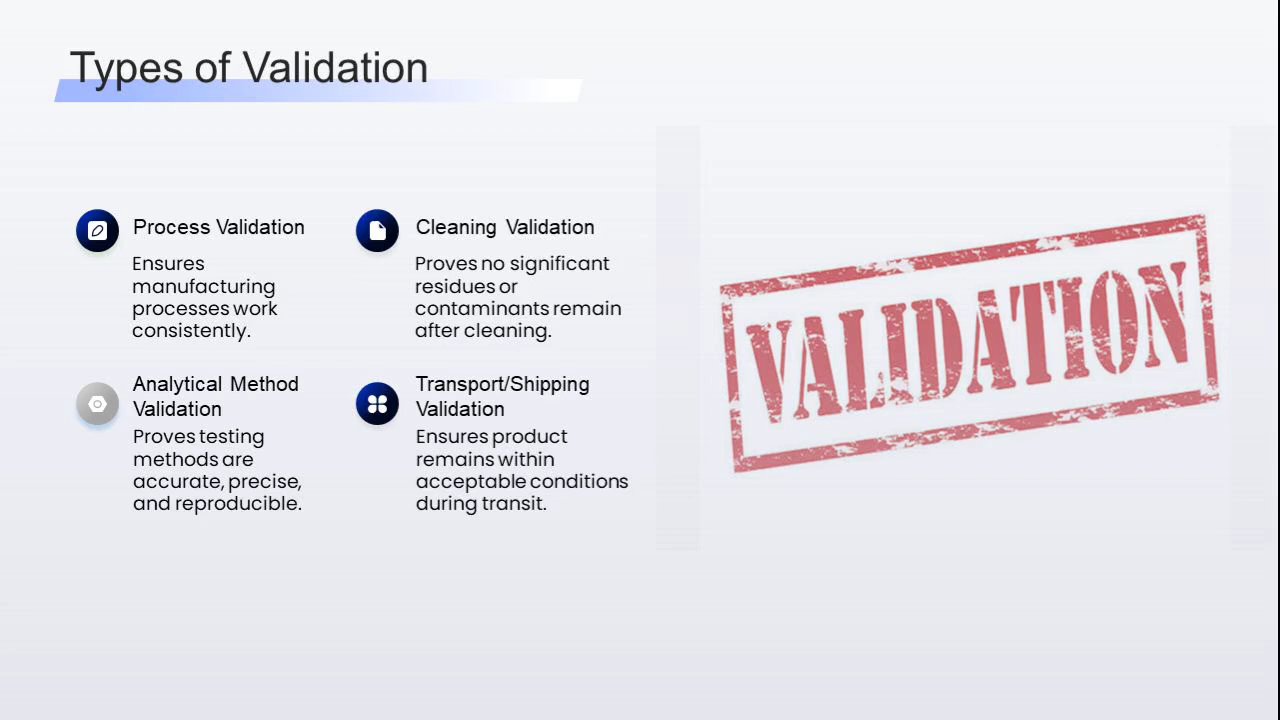 Types of Validation
Process Validation
Ensures
manufacturing
processes work
consistently.
Cleaning Validation
Proves no significant
residues or
contaminants remain
after cleaning.
Analytical Method
Validation
Proves testing
methods are
accurate, precise,
and reproducible.
Transport/Shipping
Validation
Ensures product
remains within
acceptable conditions
during transit.
VALIDATION